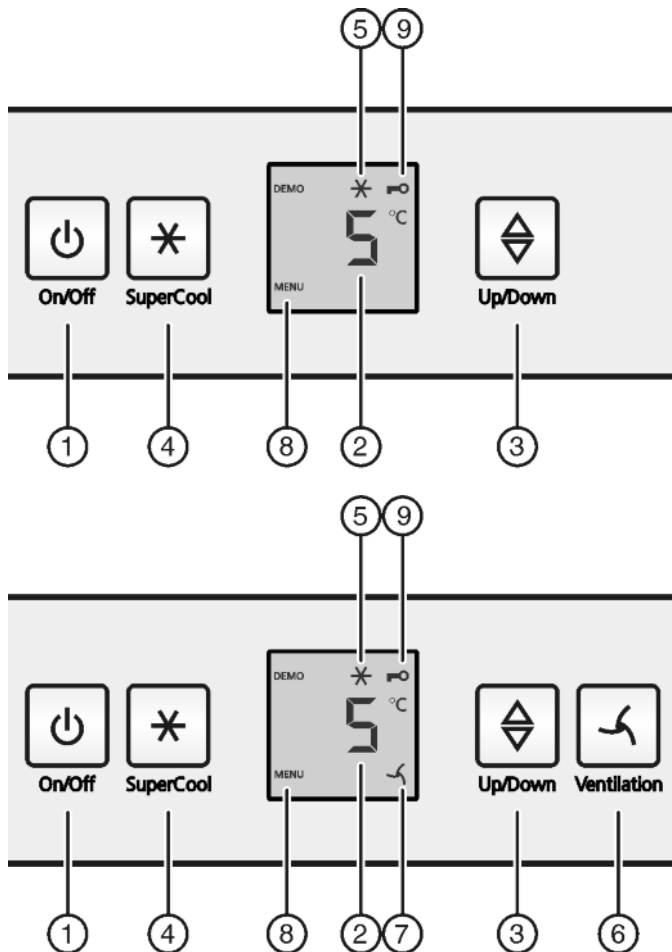 5 9
DEMO
5 °C
MENU
On/Off SuperCool Up/Down
1 4 8 2 3
5 9
DEMO
5 °C
MENU
On/Off SuperCool Up/Down Ventilation
1 4 8 2 7 3 6